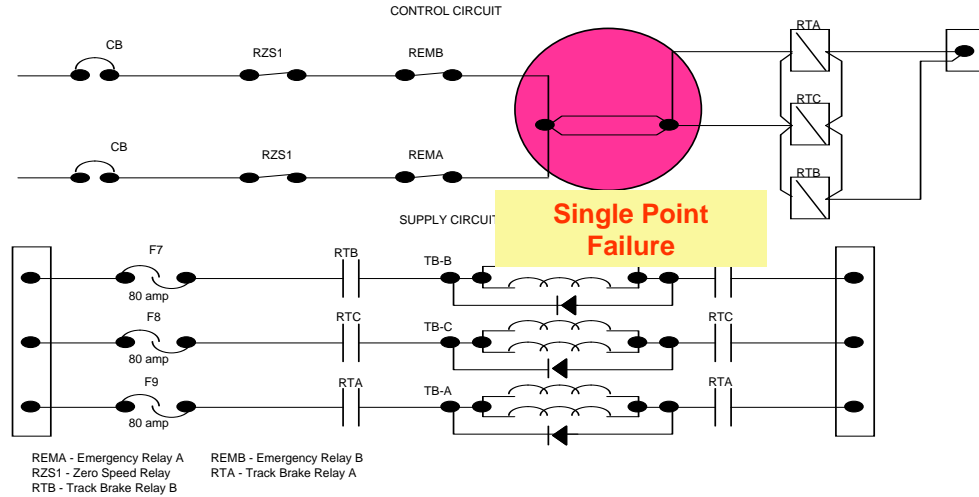 CONTROL CIRCUIT
RTA
CB
RZS1
REMB
RTC
CB
RZS1
REMA
RTB
Single Point
Failure
SUPPLY CIRCUIT
F7
RTB
TB-B
80 amp
F8
RTC
TB-C
RTC
80 amp
F9
RTA
TB-A
RTA
80 amp
REMA - Emergency Relay A
REMB - Emergency Relay B
RZS1 - Zero Speed Relay
RTA - Track Brake Relay A
RTB - Track Brake Relay B